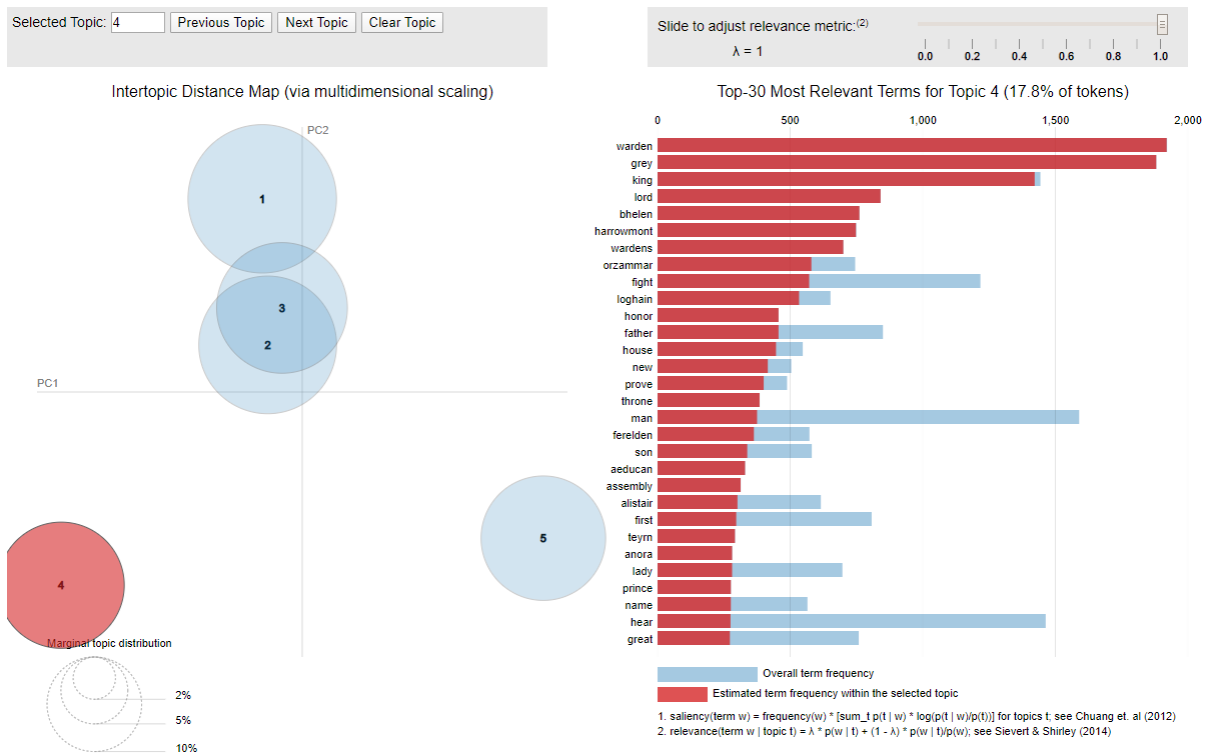 Selected Topic: 4 Previous Topic Next Topic Clear Topic
Slide to adjust relevance metric:(2)
λ = 1
0.0 0.2 0.4 0.6 0.8 1.0
Intertopic Distance Map (via multidimensional scaling)
PC2
PC1
1
3
2
5
4
Marginal topic distribution
2%
5%
10%
Top-30 Most Relevant Terms for Topic 4 (17.8% of tokens)
0 500 1,000 1,500 2,000
warden
grey
king
lord
bhelen
harrowmont
wardens
orzammar
fight
loghain
honor
father
house
new
prove
throne
man
ferelden
son
aeducan
assembly
alistair
first
teyrn
anora
lady
prince
name
hear
great
Overall term frequency
Estimated term frequency within the selected topic
1. saliency(term w) = frequency(w) * [sum_t p(t | w) * log(p(t | w)/p(t))] for topics t; see Chuang et. al (2012)
2. relevance(term w | topic t) = λ * p(w | t) + (1 - λ) * p(w | t)/p(w); see Sievert & Shirley (2014)